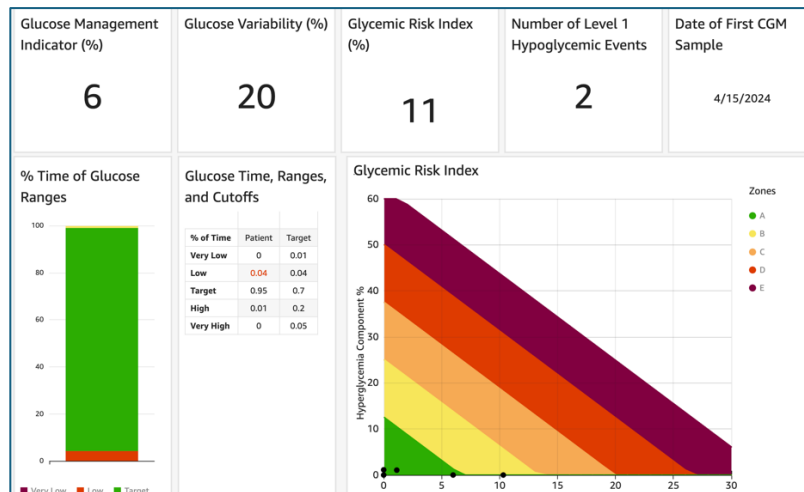 Glucose Management
Indicator (%)
6
Glucose Variability (%)
20
Glycemic Risk Index
(%)
11
Number of Level 1
Hypoglycemic Events
2
Date of First CGM
Sample
4/15/2024
% Time of Glucose
Ranges
100
80
60
40
20
0
Very Low Low Target
Glucose Time, Ranges,
and Cutoffs
% of Time Patient Target
Very Low 0 0.01
Low 0.04 0.04
Target 0.95 0.7
High 0.01 0.2
Very High 0 0.05
Glycemic Risk Index
Hyperglycemia Component %
60
50
40
30
20
10
0
0 5 10 15 20 25 30
Zones
A
B
C
D
E